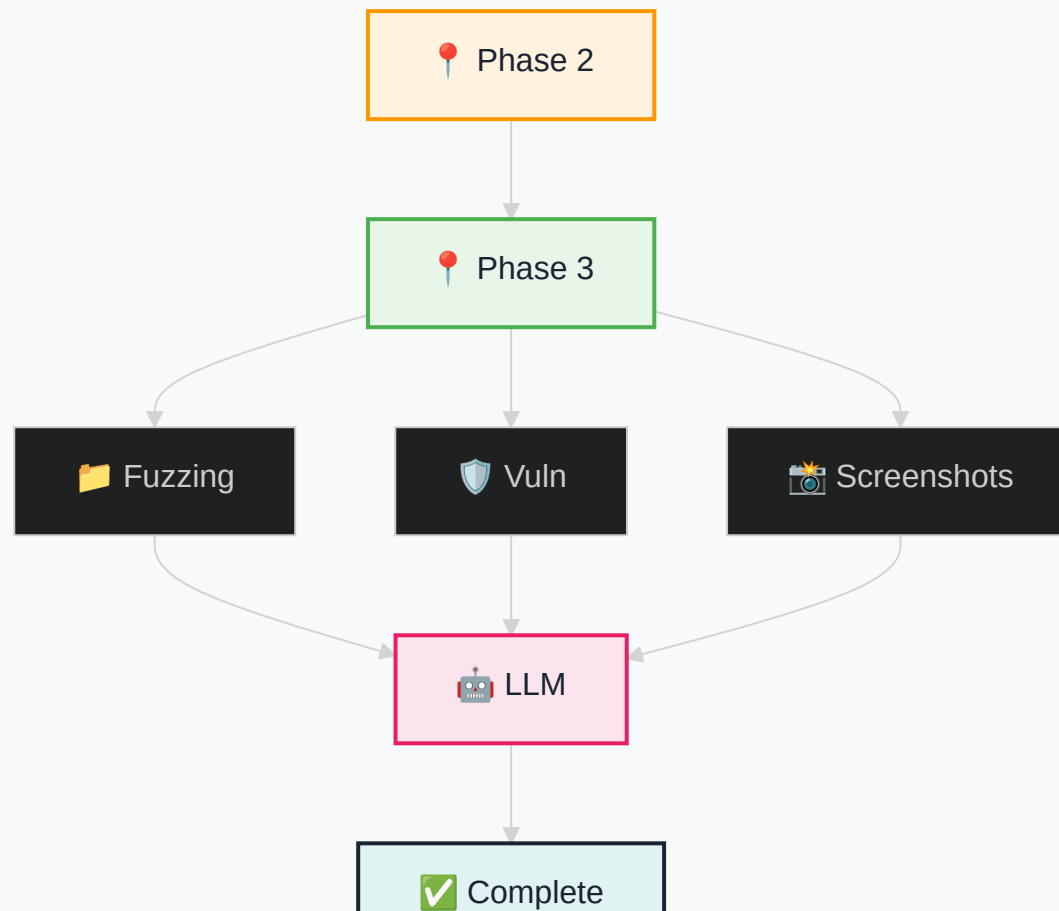 📍 Phase 2
📍 Phase 3
📁 Fuzzing
🛡️ Vuln
📸 Screenshots
🤖 LLM
✅ Complete